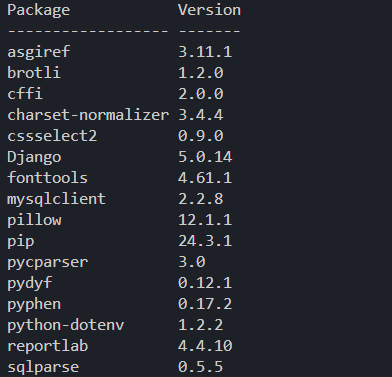 Package            Version
------------------ -------
asgiref            3.11.1
brotli             1.2.0
cffi               2.0.0
charset-normalizer 3.4.4
cssselect2         0.9.0
Django             5.0.14
fonttools          4.61.1
mysqlclient        2.2.8
pillow             12.1.1
pip                24.3.1
pycparser          3.0
pydyf              0.12.1
pyphen             0.17.2
python-dotenv      1.2.2
reportlab          4.4.10
sqlparse           0.5.5